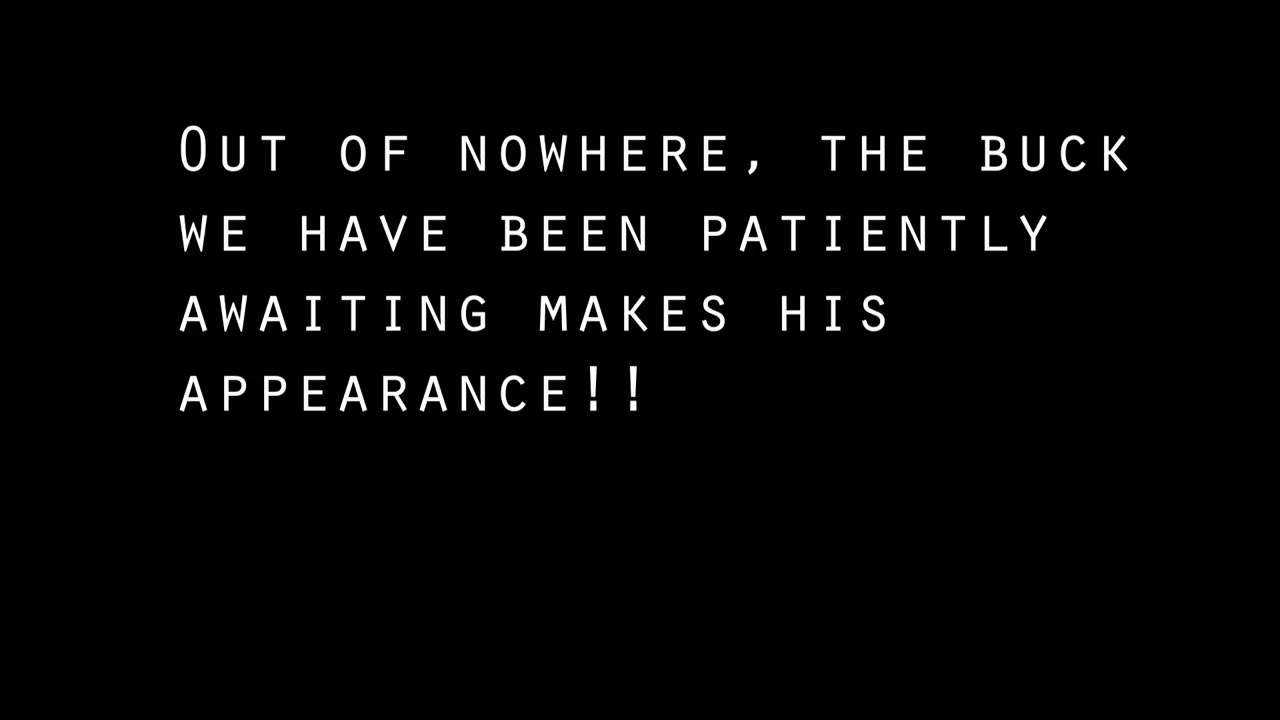 Out of nowhere, the buck
we have been patiently
awaiting makes his
appearance!!